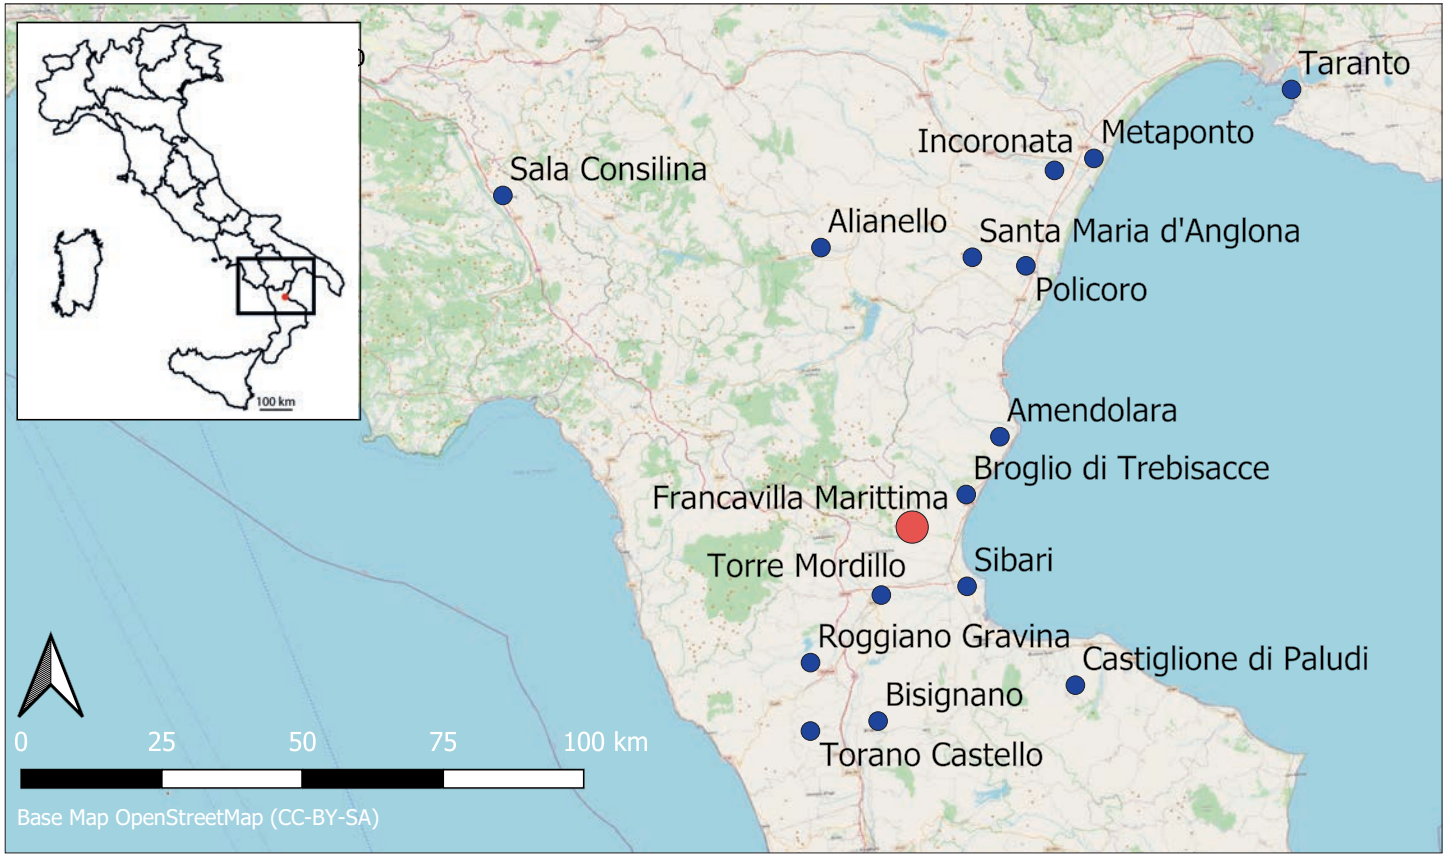 Taranto
Metaponto
Incoronata
Sala Consilina
Alianello
Santa Maria d'Anglona
Policoro
Amendolara
Broglio di Trebisacce
Francavilla Marittima
Sibari
Torre Mordillo
Roggiano Gravina
Castiglione di Paludi
Bisignano
Torano Castello
100 km
0 25 50 75 100 km
Base Map OpenStreetMap (CC-BY-SA)